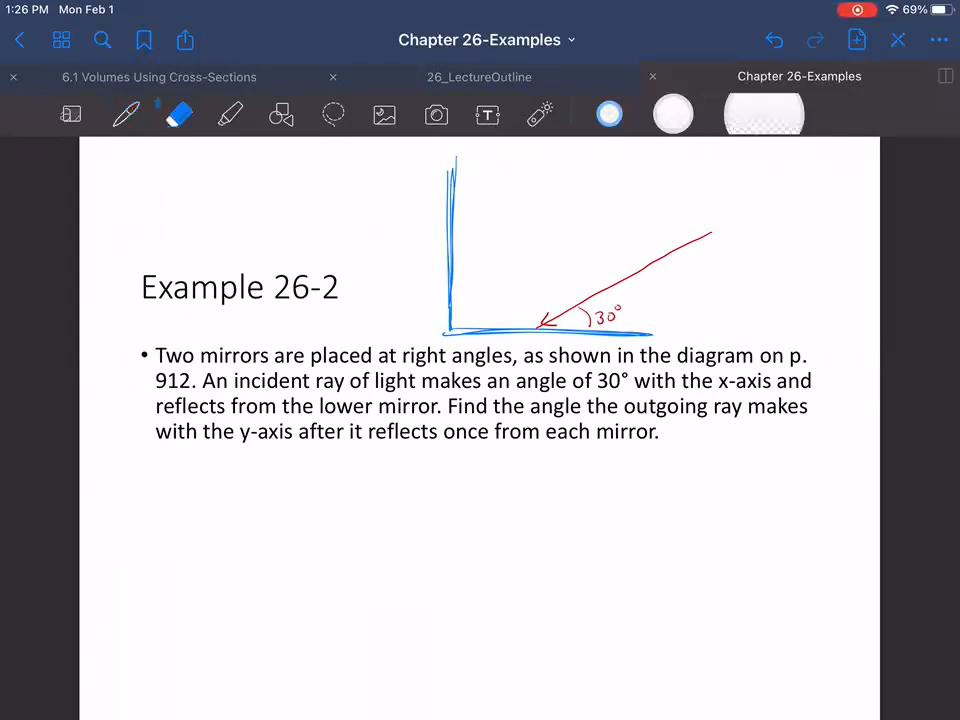 1:26 PM Mon Feb 1
69%
Chapter 26-Examples
6.1 Volumes Using Cross-Sections
26_LectureOutline
Chapter 26-Examples
T
30°
Example 26-2
• Two mirrors are placed at right angles, as shown in the diagram on p.
912. An incident ray of light makes an angle of 30° with the x-axis and
reflects from the lower mirror. Find the angle the outgoing ray makes
with the y-axis after it reflects once from each mirror.